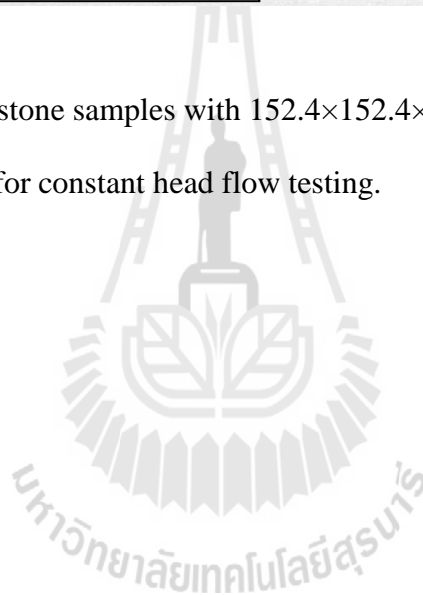 stone samples with 152.4×152.4×
for constant head flow testing.
มหาวิทยาลัยเทคโนโลยีสุรนารี